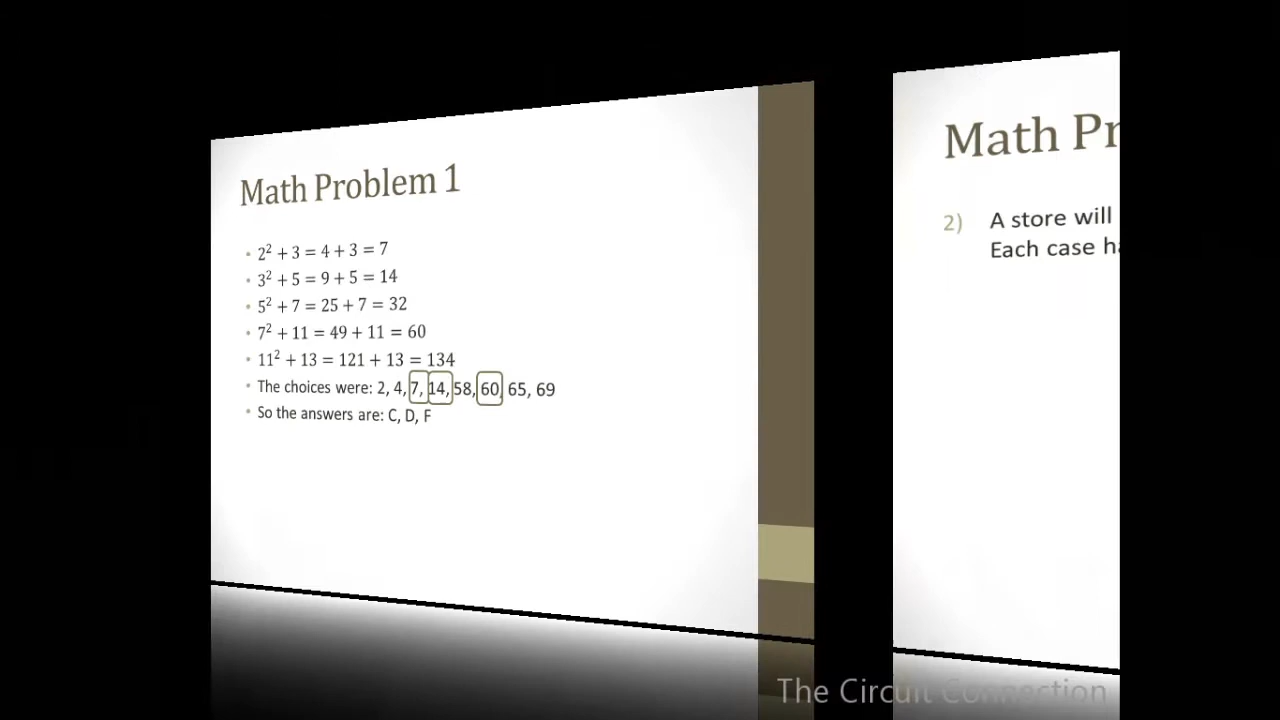 Math Problem 1
• 2² + 3 = 4 + 3 = 7
• 3² + 5 = 9 + 5 = 14
• 5² + 7 = 25 + 7 = 32
• 7² + 11 = 49 + 11 = 60
• 11² + 13 = 121 + 13 = 134
• The choices were: 2, 4, 7, 14, 58, 60, 65, 69
• So the answers are: C, D, F
Math Pr
2) A store will
Each case ha
The Circuit Connection